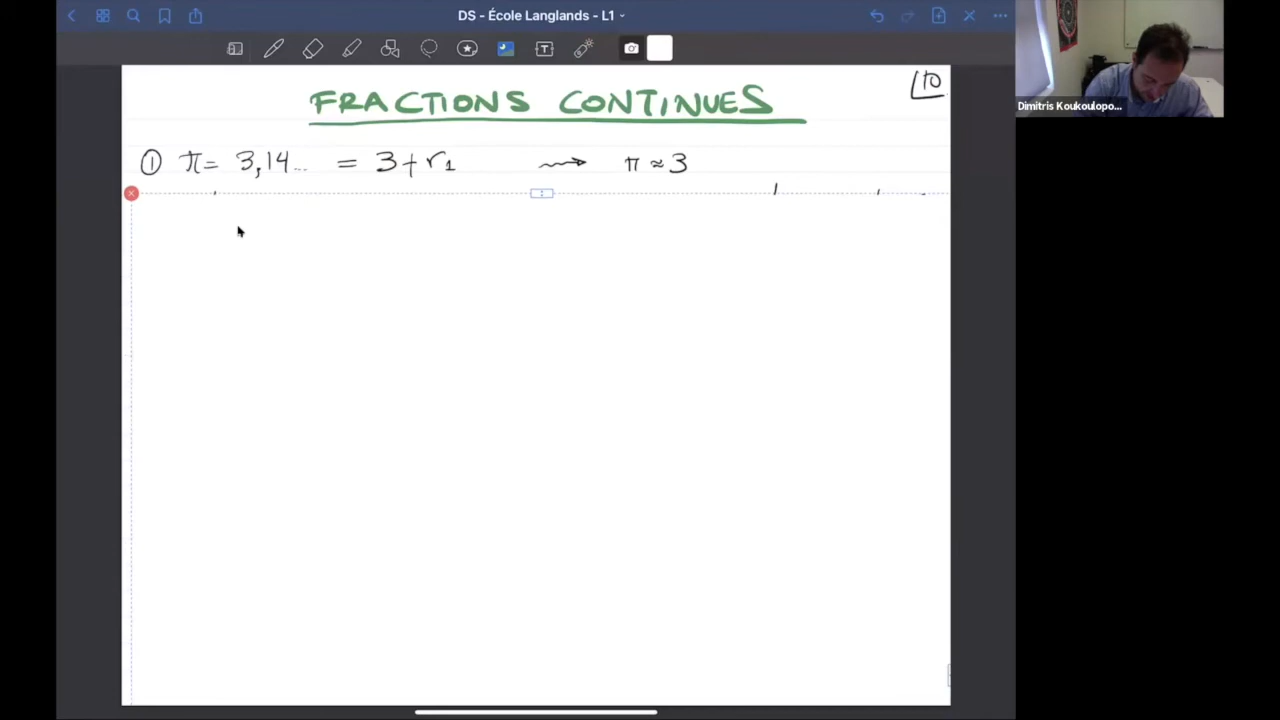 DS - École Langlands - L1
Dimitris Koukoulopo...
10
FRACTIONS CONTINUES
① π = 3,14... = 3 + r₁ ⇝ π ≈ 3